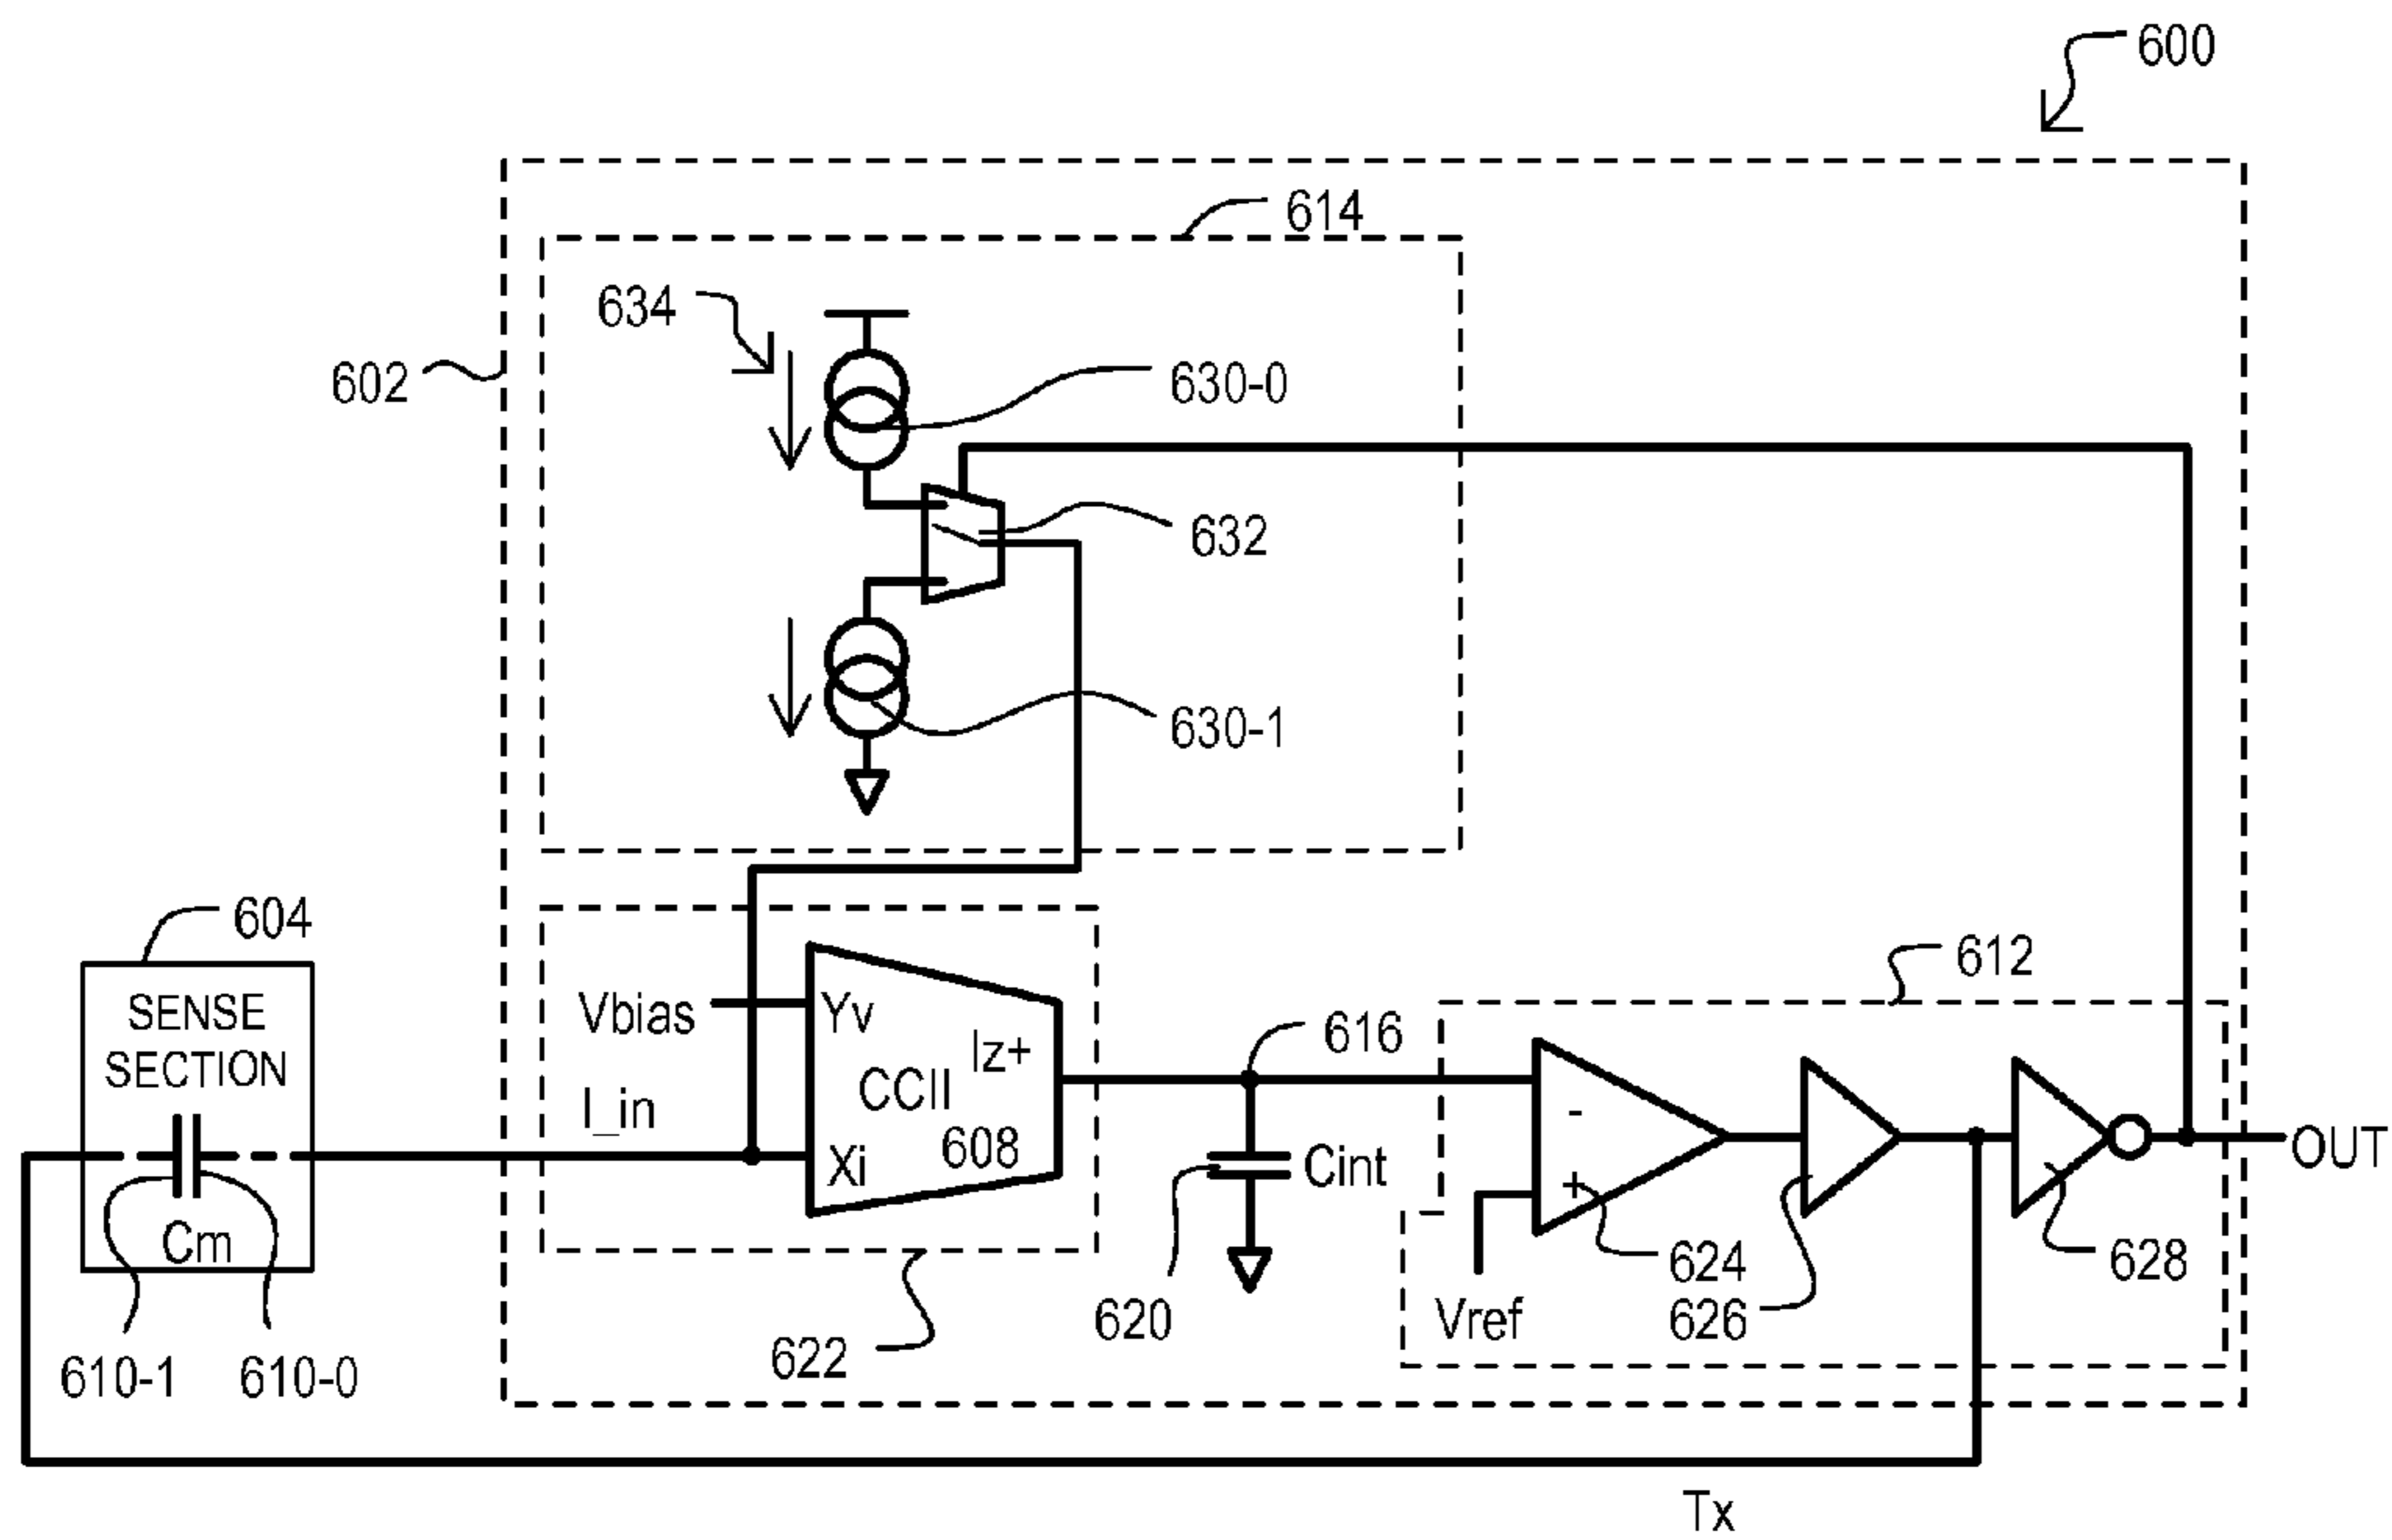 600
614
634
602
630-0
632
630-1
604
SENSE
SECTION
Cm
610-1
610-0
Vbias
I_in
Yv
Iz+
CCII
608
Xi
622
616
Cint
620
612
-
+
624
626
628
Vref
OUT
Tx